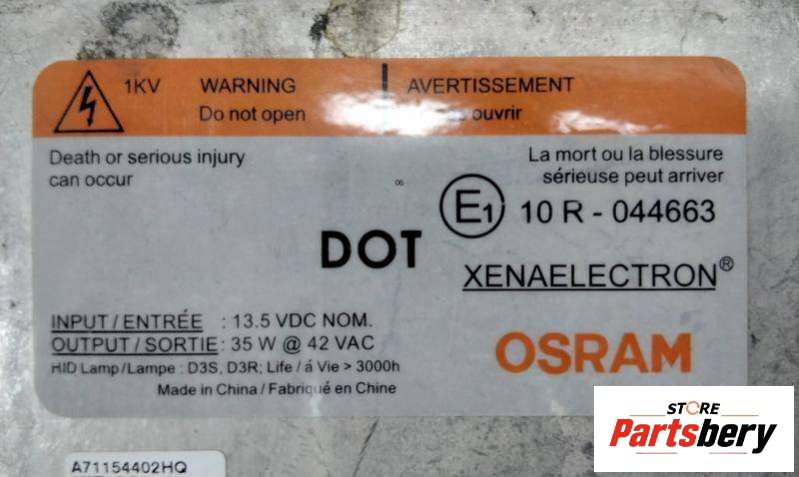 1KV WARNING
Do not open
AVERTISSEMENT
ouvrir
Death or serious injury
can occur
La mort ou la blessure
sérieuse peut arriver
E1 10 R - 044663
DOT
XENAELECTRON®
INPUT / ENTRÉE : 13.5 VDC NOM.
OUTPUT / SORTIE : 35 W @ 42 VAC
HID Lamp / Lampe : D3S, D3R; Life / á Vie > 3000h
Made in China / Fabriqué en Chine
OSRAM
A71154402HQ
STORE
Partsbery